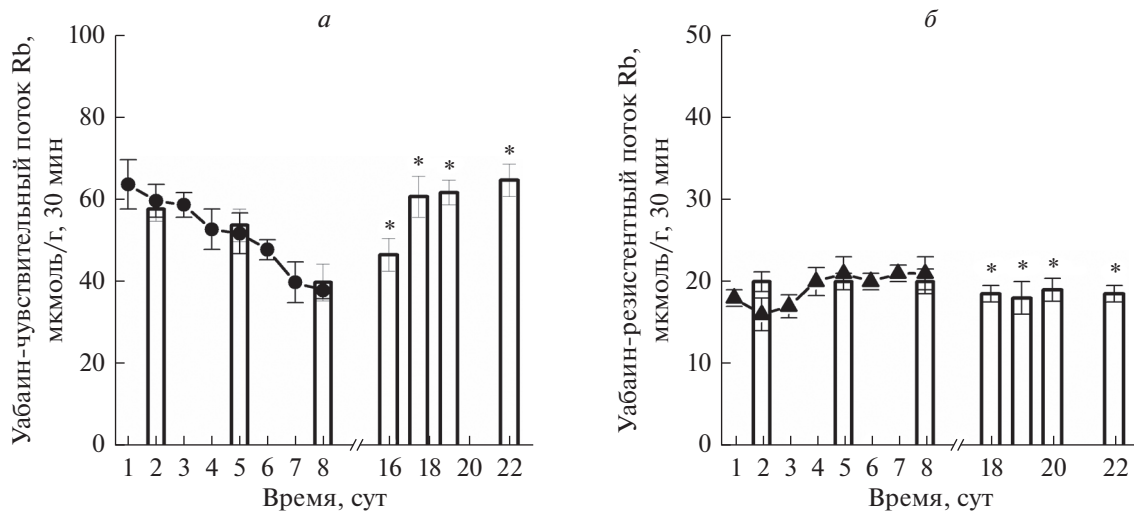 а
Уабаин-чувствительный поток Rb,
мкмоль/г, 30 мин
100
80
60
40
20
0
* * * *
1 2 3 4 5 6 7 8 16 18 20 22
Время, сут
б
Уабаин-резистентный поток Rb,
мкмоль/г, 30 мин
50
40
30
20
10
0
* * * *
1 2 3 4 5 6 7 8 18 20 22
Время, сут